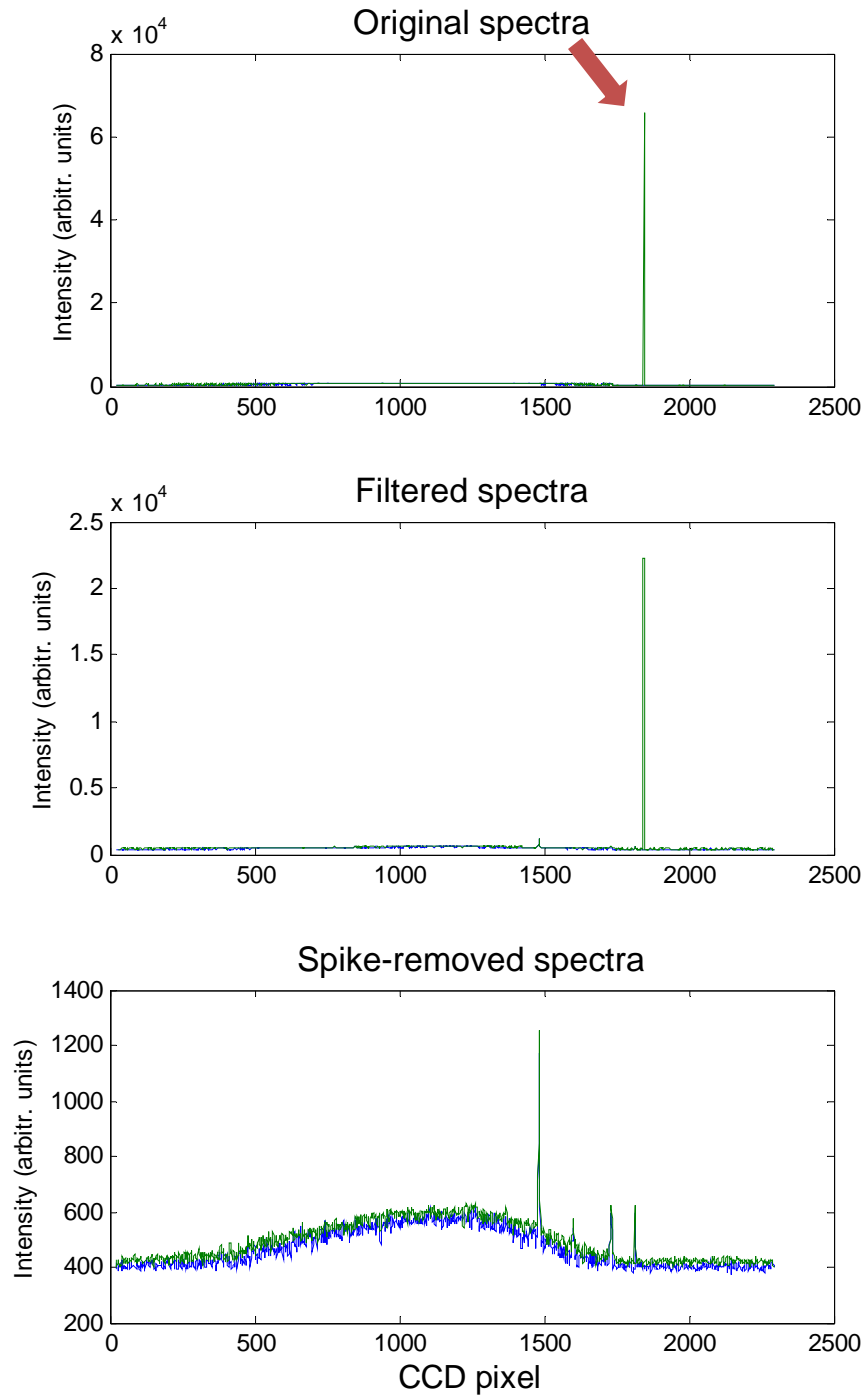 Original spectra
x 10^4
Intensity (arbitr. units)
8
6
4
2
0
0 500 1000 1500 2000 2500
Filtered spectra
x 10^4
Intensity (arbitr. units)
2.5
2
1.5
1
0.5
0
0 500 1000 1500 2000 2500
Spike-removed spectra
Intensity (arbitr. units)
1400
1200
1000
800
600
400
200
0 500 1000 1500 2000 2500
CCD pixel